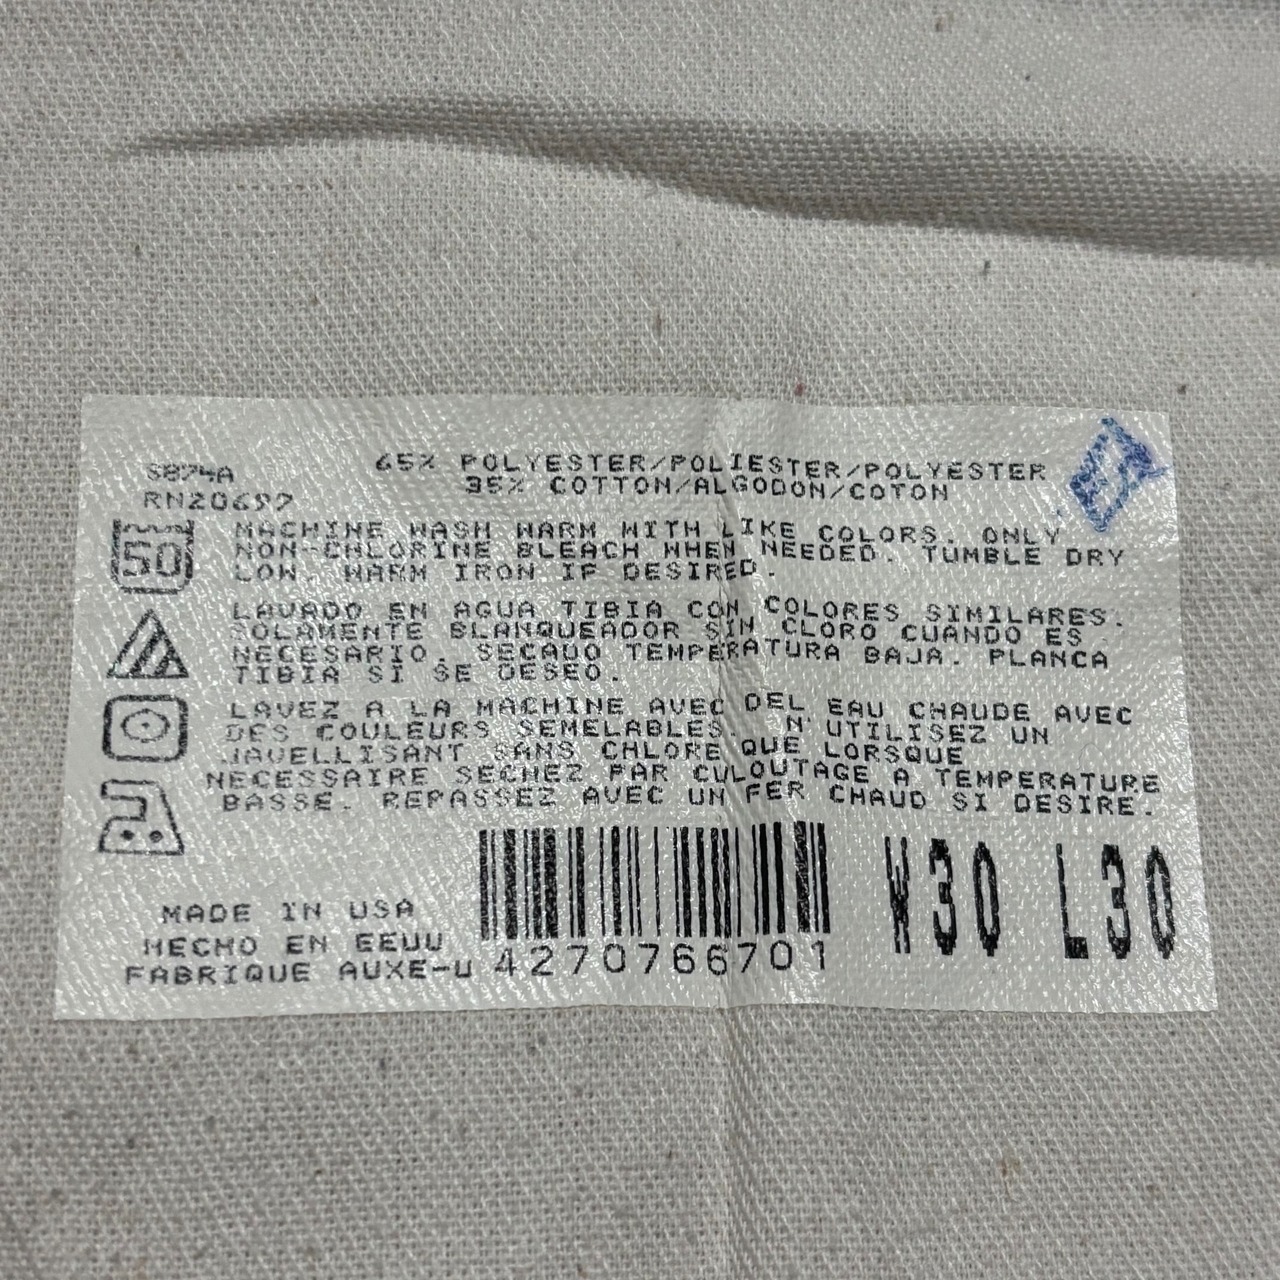 S874A
RN20697
65% POLYESTER/POLIESTER/POLYESTER
35% COTTON/ALGODON/COTON
50
MACHINE WASH WARM WITH LIKE COLORS. ONLY
NON-CHLORINE BLEACH WHEN NEEDED. TUMBLE DRY
LOW. WARM IRON IF DESIRED.
LAVADO EN AGUA TIBIA CON COLORES SIMILARES.
SOLAMENTE BLANQUEADOR SIN CLORO CUANDO ES
NECESARIO. SECADO TEMPERATURA BAJA. PLANCA
TIBIA SI SE DESEO.
LAVEZ A LA MACHINE AVEC DEL EAU CHAUDE AVEC
DES COULEURS SEMELABLES. N'UTILISEZ UN
JAVELLISANT SANS CHLORE QUE LORSQUE
NECESSAIRE SECHEZ PAR CULOUTAGE A TEMPERATURE
BASSE. REPASSEZ AVEC UN FER CHAUD SI DESIRE.
W30 L30
MADE IN USA
HECHO EN EEUU
FABRIQUE AUXE-U
4270766701